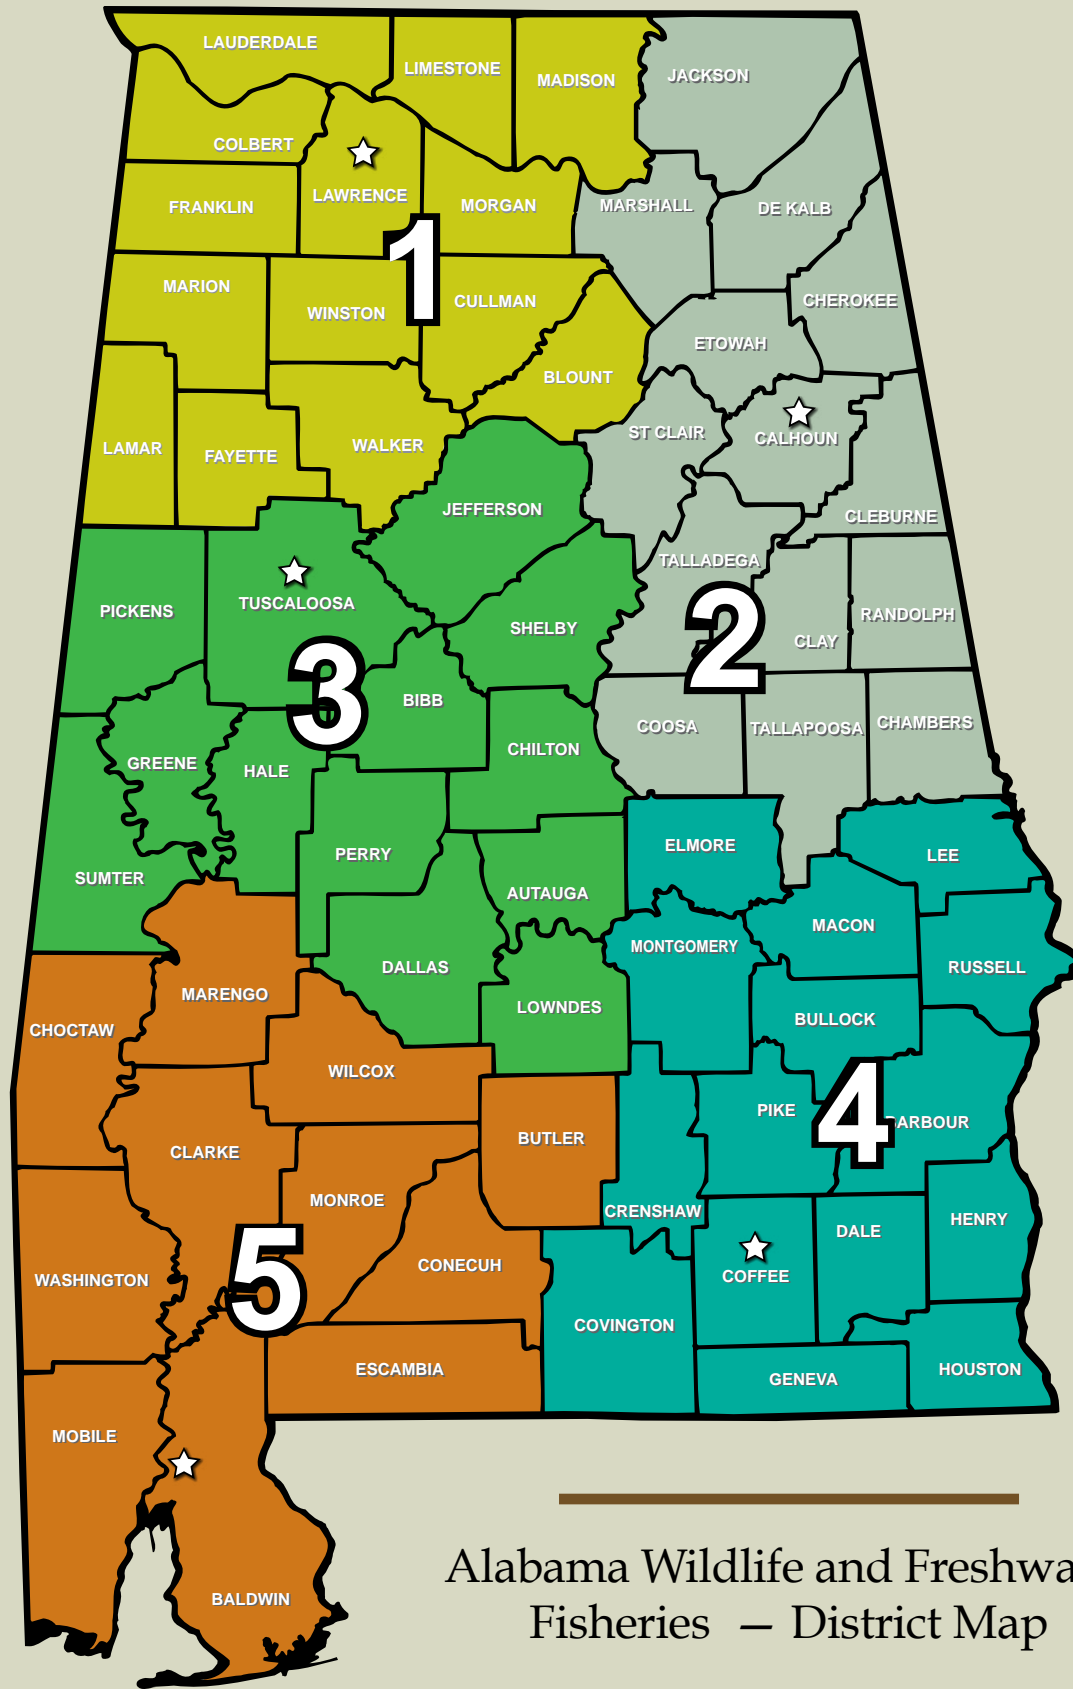 LAUDERDALE
LIMESTONE
MADISON
JACKSON
COLBERT
LAWRENCE
FRANKLIN
MORGAN
MARSHALL
DE KALB
1
MARION
WINSTON
CULLMAN
CHEROKEE
ETOWAH
BLOUNT
LAMAR
FAYETTE
WALKER
ST CLAIR
CALHOUN
JEFFERSON
CLEBURNE
TALLADEGA
PICKENS
TUSCALOOSA
SHELBY
2
CLAY
RANDOLPH
3
BIBB
COOSA
TALLAPOOSA
CHAMBERS
GREENE
HALE
CHILTON
PERRY
ELMORE
LEE
SUMTER
AUTAUGA
MACON
MONTGOMERY
DALLAS
RUSSELL
MARENGO
LOWNDES
BULLOCK
CHOCTAW
WILCOX
PIKE
4
ARBOUR
CLARKE
BUTLER
MONROE
CRENSHAW
HENRY
DALE
5
WASHINGTON
CONECUH
COFFEE
COVINGTON
ESCAMBIA
GENEVA
HOUSTON
MOBILE
BALDWIN
Alabama Wildlife and Freshwa
Fisheries — District Map